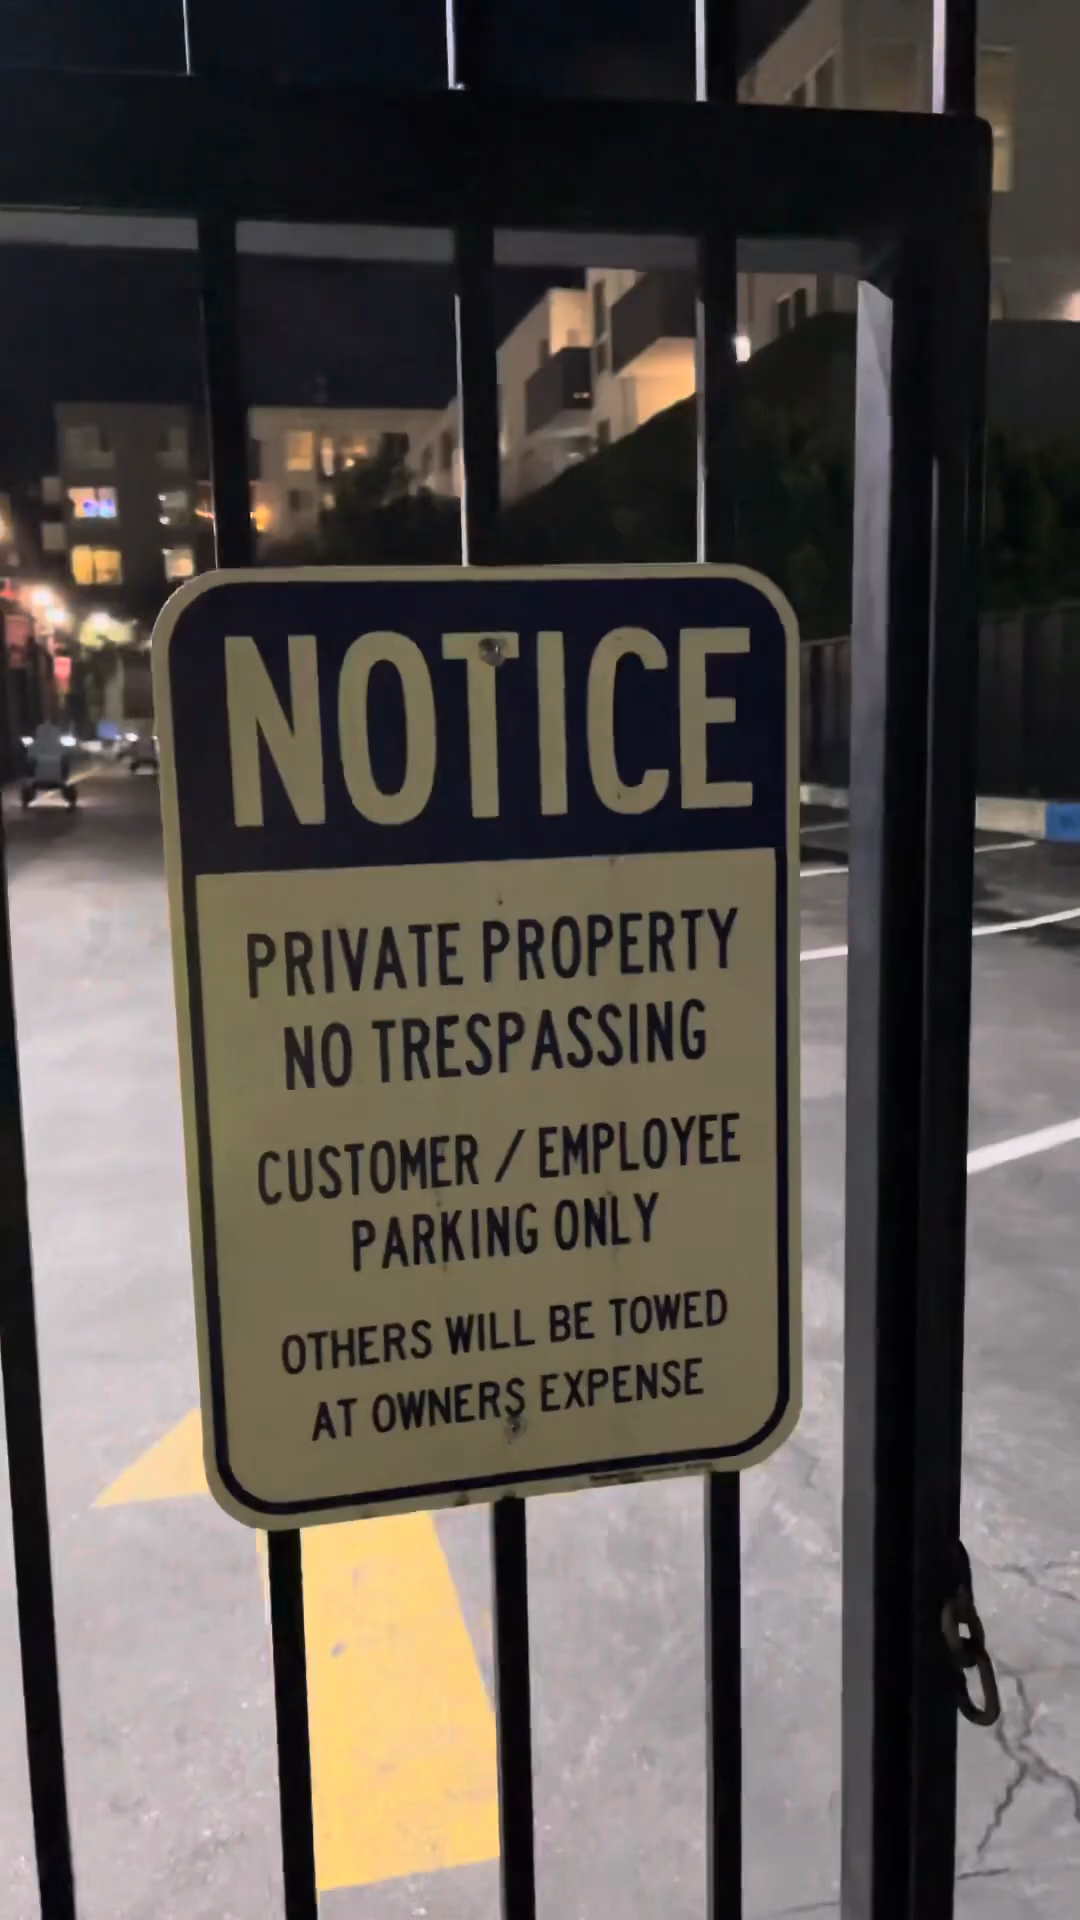 NOTICE
PRIVATE PROPERTY
NO TRESPASSING
CUSTOMER / EMPLOYEE
PARKING ONLY
OTHERS WILL BE TOWED
AT OWNERS EXPENSE